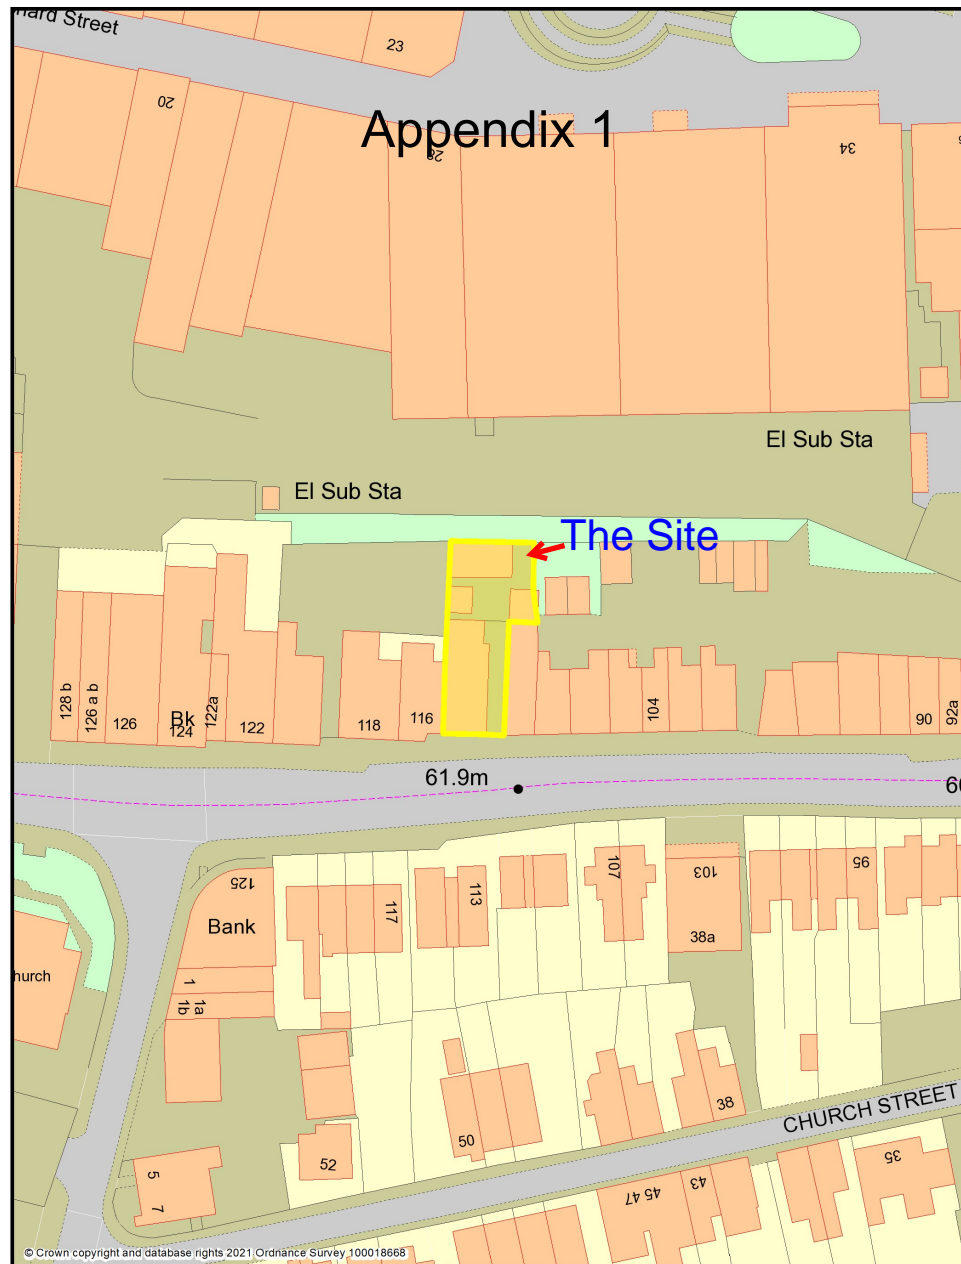 Street
23
20
Appendix 1
28
34
El Sub Sta
El Sub Sta
The Site
128 b
126 a b
126
Bk
124
122a
122
118
116
104
90
92a
61.9m
125
Bank
117
113
107
103
38a
95
1
1a
1b
50
38
CHURCH STREET
52
5
7
47
45
43
35
© Crown copyright and database rights 2021 Ordnance Survey 100018668